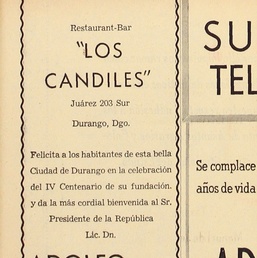 Restaurant-Bar
"LOS
CANDILES"
Juárez 203 Sur
Durango, Dgo.
Felicita a los habitantes de esta bella
Ciudad de Durango en la celebración
del IV Centenario de su fundación.
y da la más cordial bienvenida al Sr.
Presidente de la República
Lic. Dn.
ADOLFO
SU
TEL
Se complace
años de vida